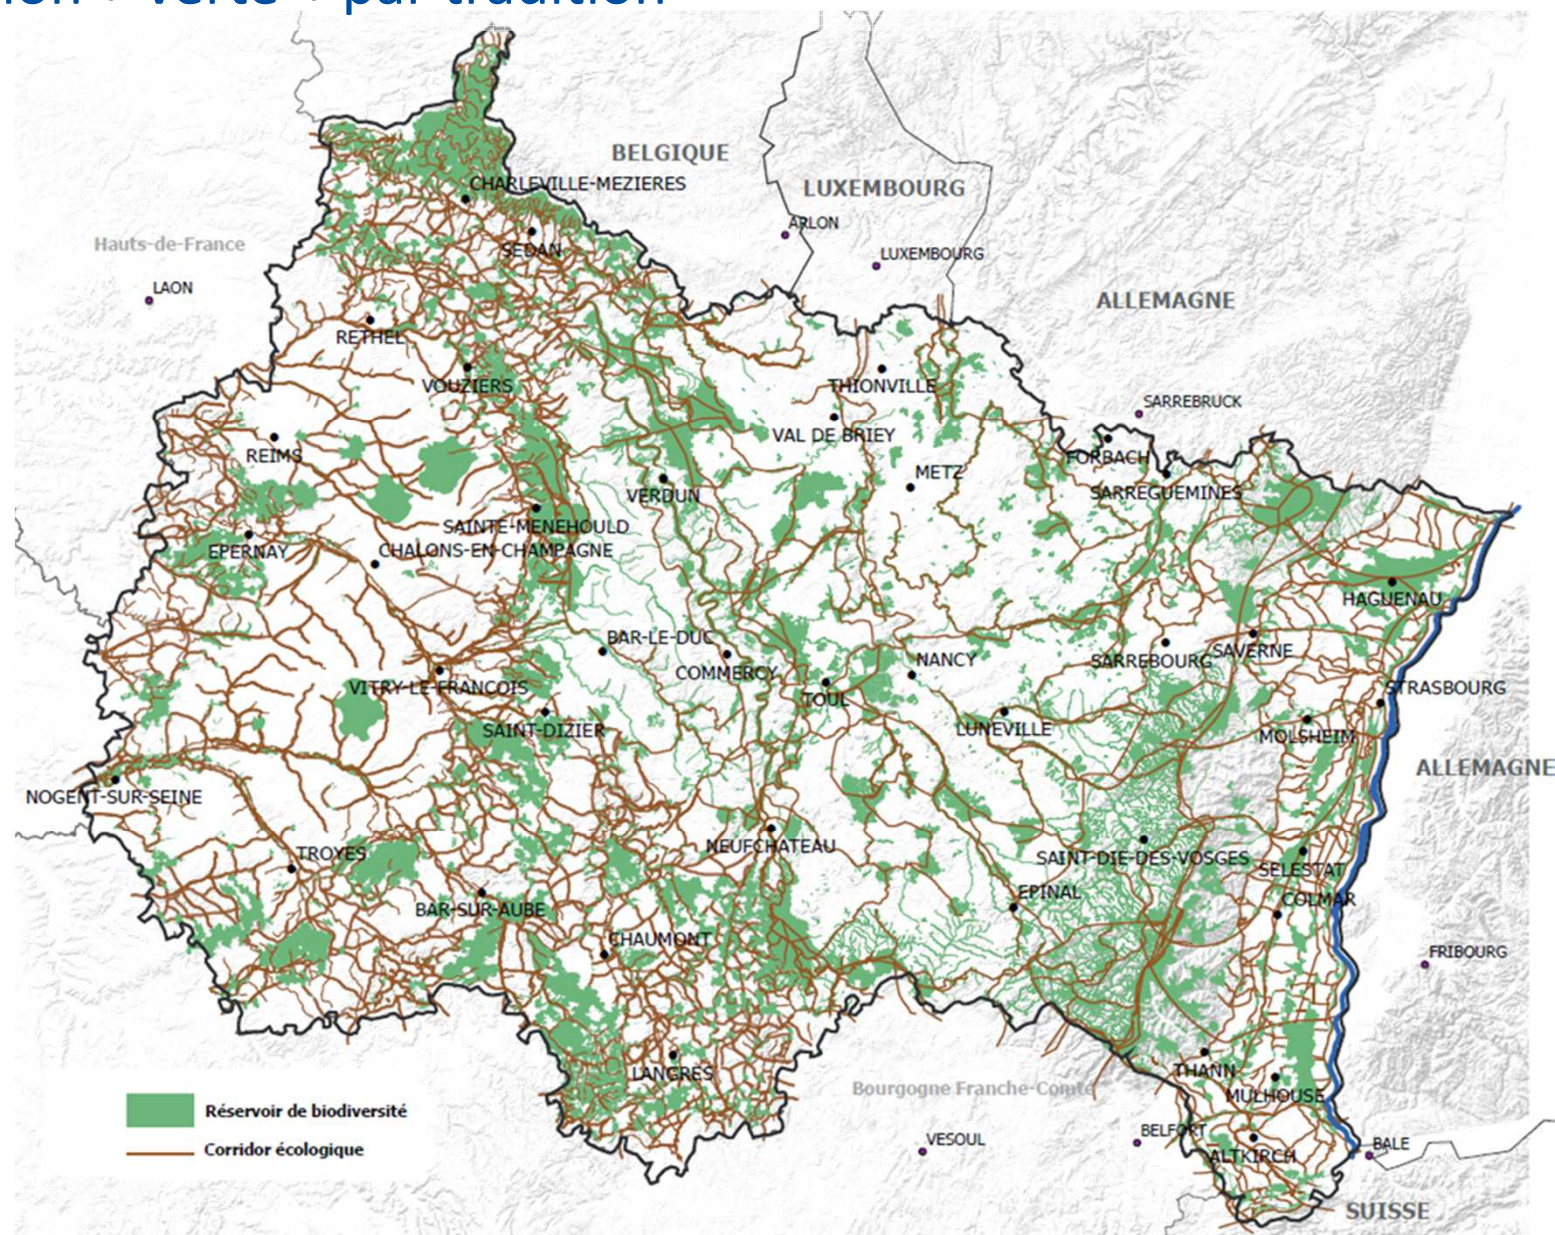 verte
par tradition
BELGIQUE
LUXEMBOURG
CHARLEVILLE-MEZIERES
ARLON
Hauts-de-France
SEDAN
LUXEMBOURG
LAON
ALLEMAGNE
RETHEL
VOUZIERS
THIONVILLE
SARREBRUCK
VAL DE BRIEY
REIMS
FORBACH
METZ
VERDUN
SARREGUEMINES
SAINTE-MENEHOULD
EPERNAY
CHALONS-EN-CHAMPAGNE
HAGUENAU
BAR-LE-DUC
COMMERCY
NANCY
SARREBOURG
SAVERNE
VITRY-LE-FRANCOIS
TOUL
STRASBOURG
SAINT-DIZIER
LUNEVILLE
MOLSHEIM
ALLEMAGNE
NOGENT-SUR-SEINE
NEUFCHATEAU
TROYES
SAINT-DIE-DES-VOSGES
SELESTAT
EPINAL
COLMAR
BAR-SUR-AUBE
CHAUMONT
FRIBOURG
LANGRES
THANN
Bourgogne Franche-Comté
MULHOUSE
Réservoir de biodiversité
VESOUL
BELFORT
BALE
Corridor écologique
ALTKIRCH
SUISSE